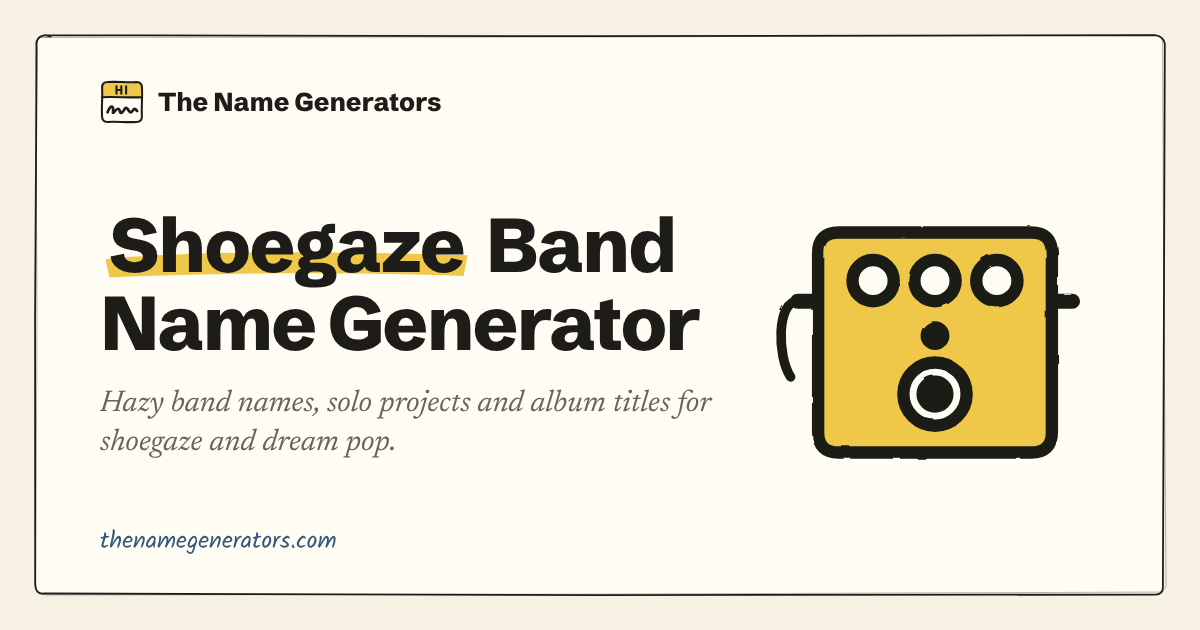 HI
The Name Generators
Shoegaze Band
Name Generator
Hazy band names, solo projects and album titles for
shoegaze and dream pop.
thenamegenerators.com